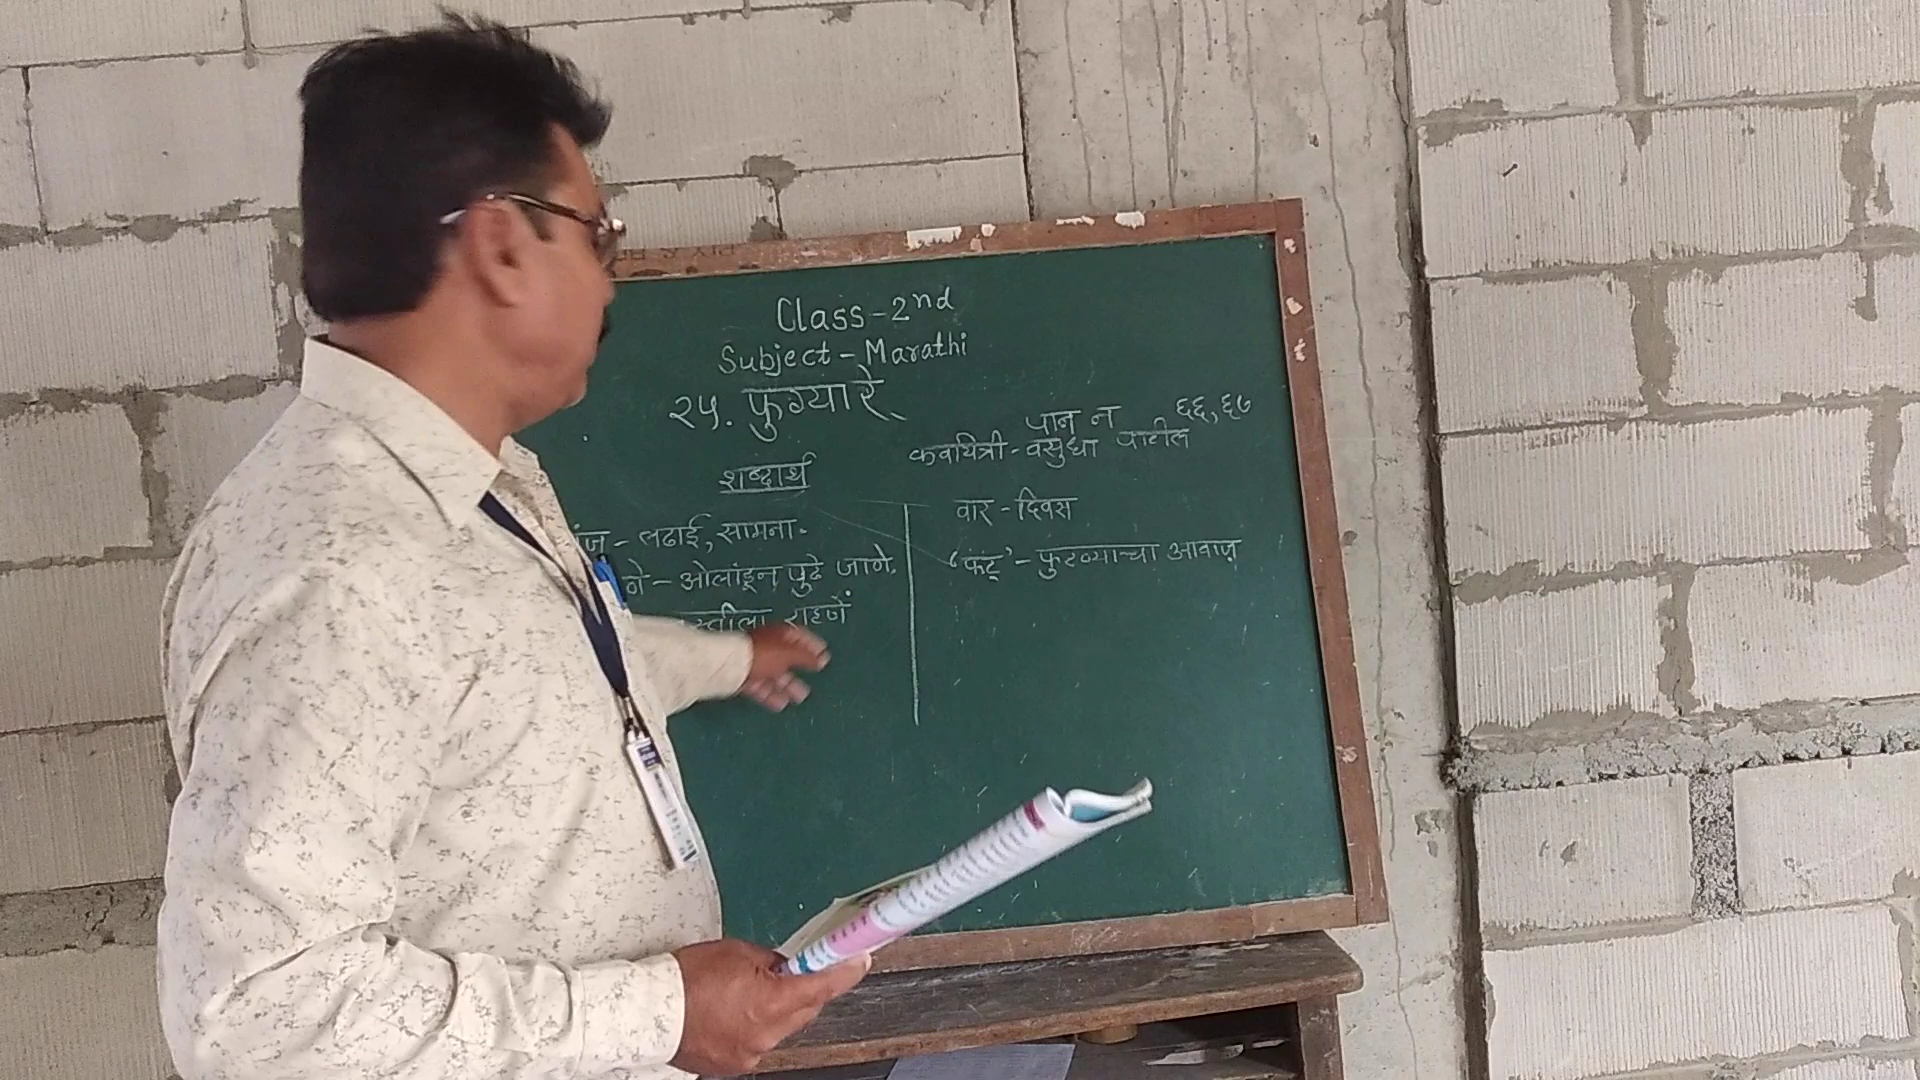 Class-2nd
Subject-Marathi
२५. फुग्यारे
पान न ६६,६७
कवयित्री-वसुधा पाटील
शब्दार्थ
- लढाई, सामना.
- ओलांडून पुढे जाणे.
राहणे
वार - दिवस
'फट्' - फुटण्याचा आवाज़